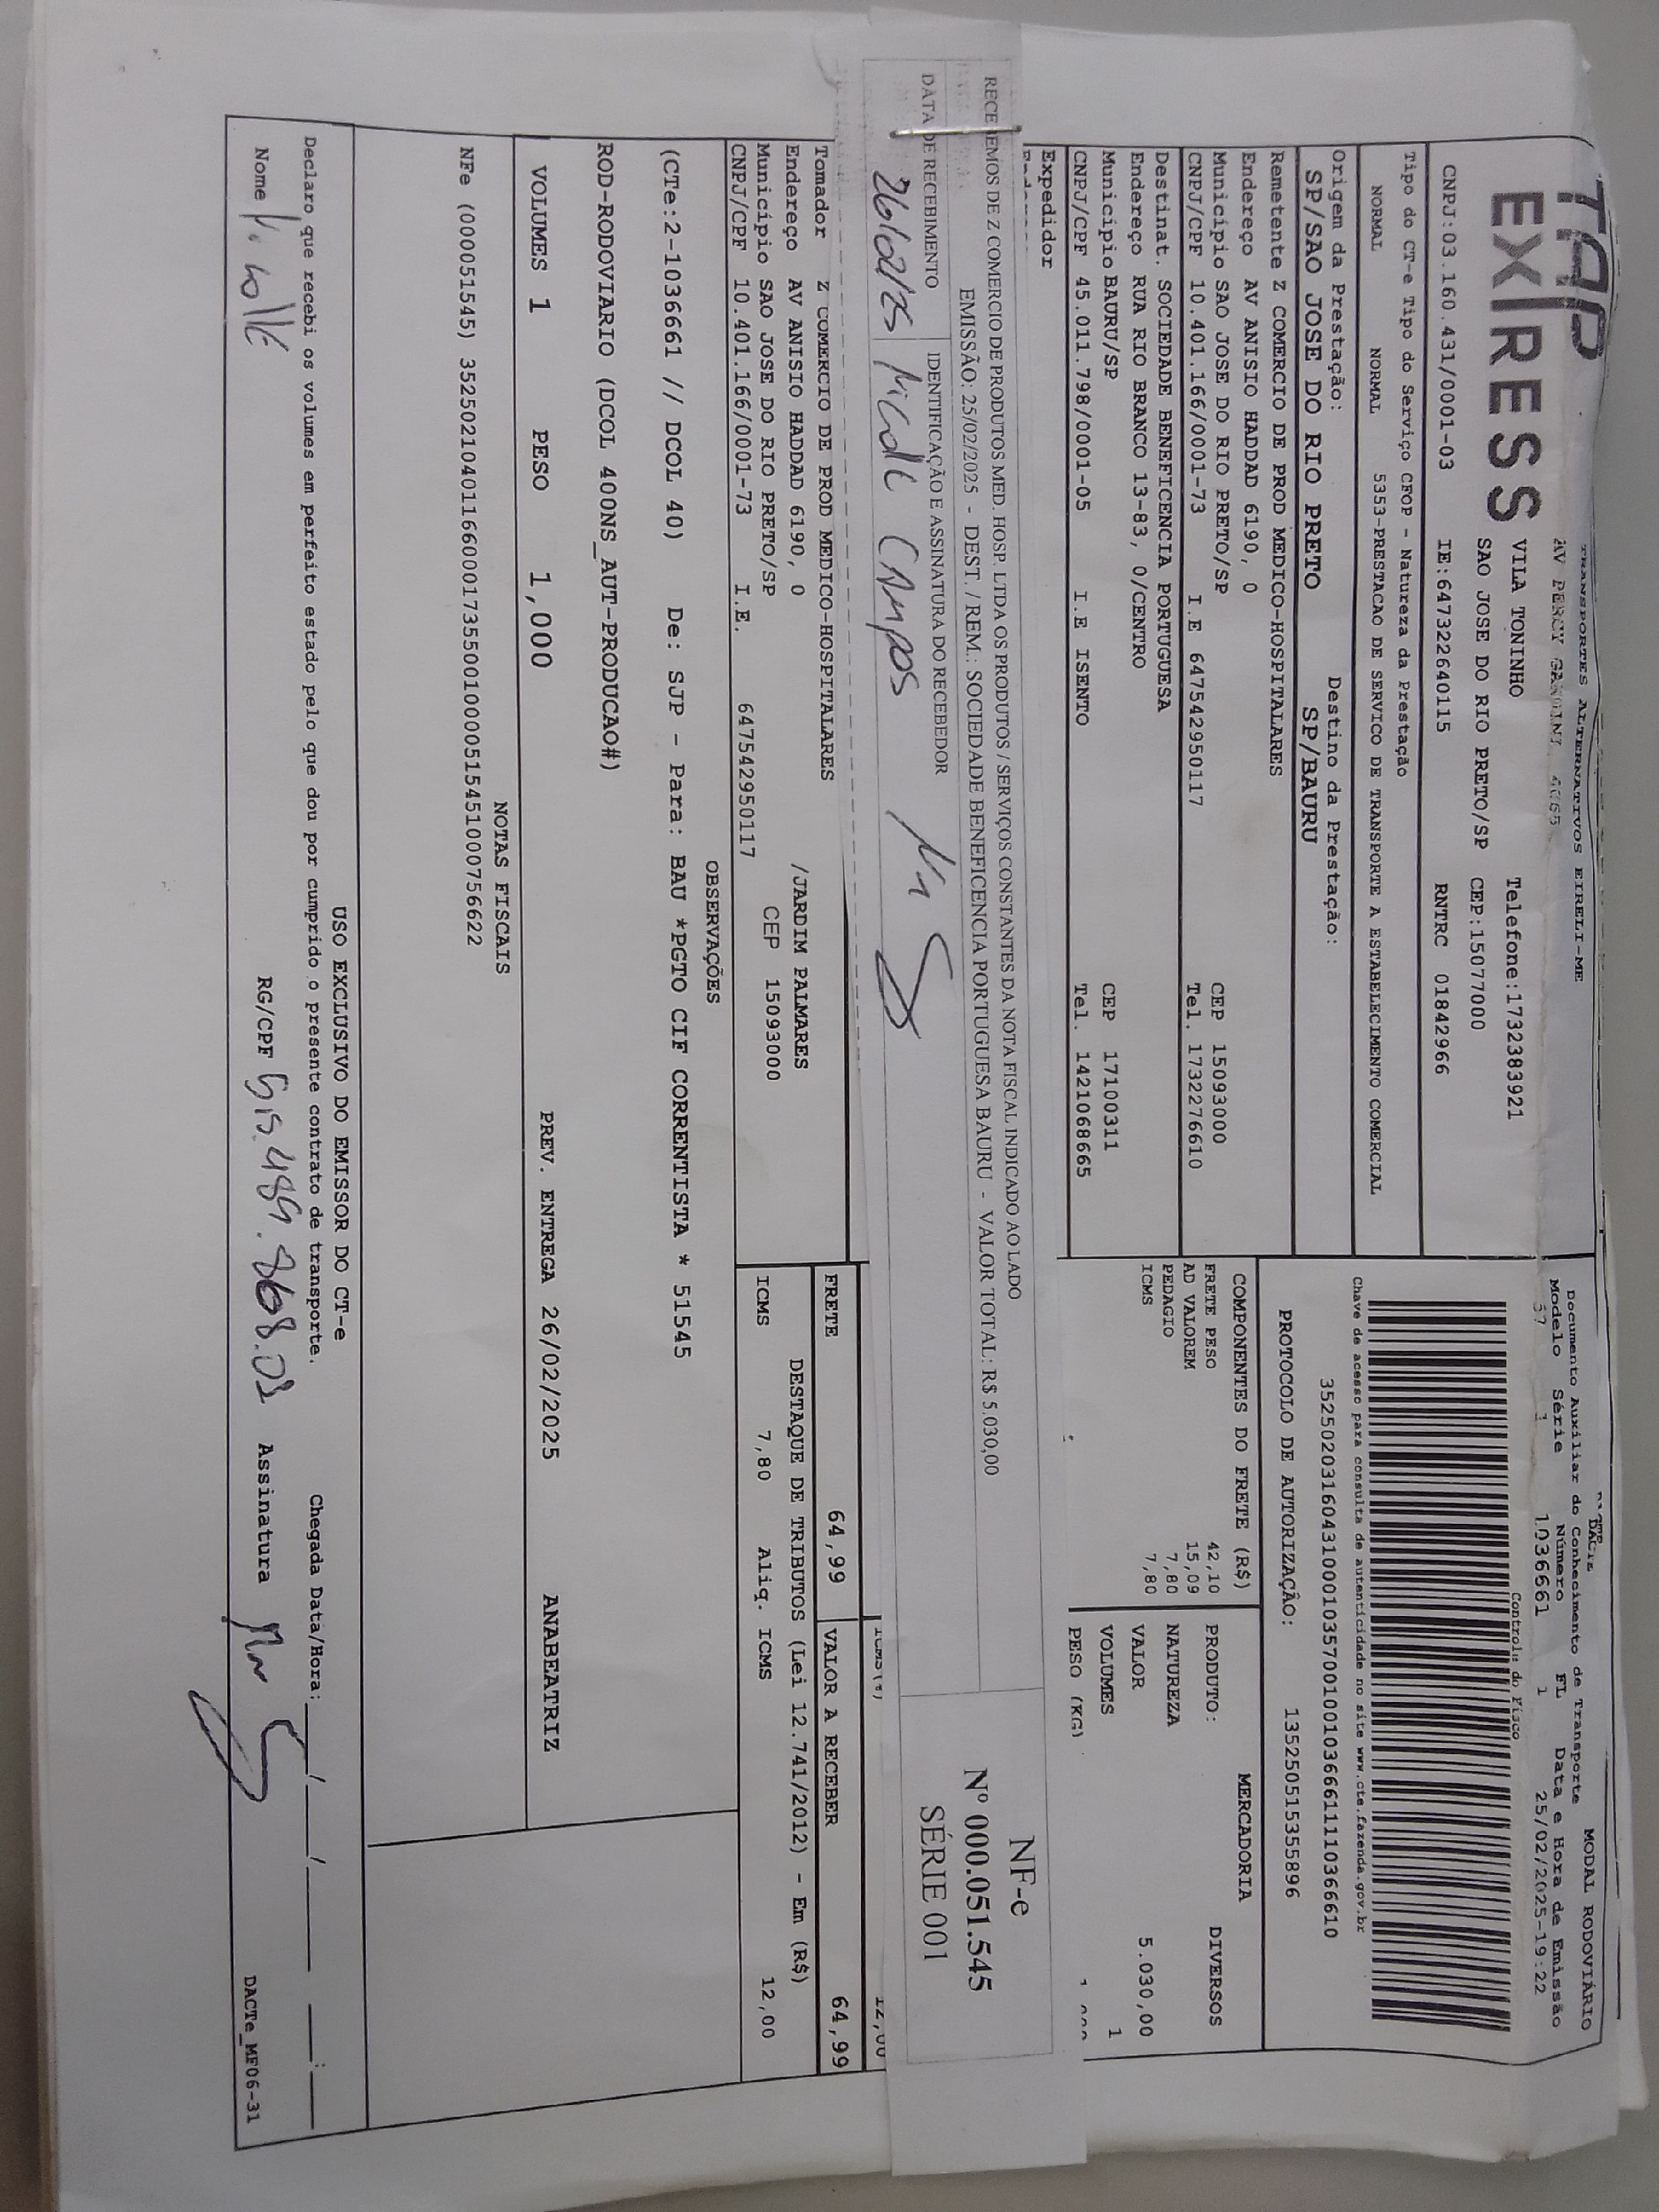 TAP
EXPRESS
TRANSPORTES ALTERNATIVOS EIRELI-ME
AV PERCY GANDINI
VILA TONINHO Telefone:1732383921
SAO JOSE DO RIO PRETO/SP CEP:15077000
CNPJ:03.160.431/0001-03 IE:647322640115 RNTRC 01842966
Tipo do CT-e Tipo do Serviço CFOP - Natureza da Prestação
NORMAL NORMAL 5353-PRESTACAO DE SERVICO DE TRANSPORTE A ESTABELECIMENTO COMERCIAL
Origem da Prestação: Destino da Prestação:
SP/SAO JOSE DO RIO PRETO SP/BAURU
Remetente Z COMERCIO DE PROD MEDICO-HOSPITALARES
Endereço AV ANISIO HADDAD 6190, 0
Município SAO JOSE DO RIO PRETO/SP CEP 15093000
CNPJ/CPF 10.401.166/0001-73 I.E 647542950117 Tel. 1732276610
Destinat. SOCIEDADE BENEFICENCIA PORTUGUESA
Endereço RUA RIO BRANCO 13-83, 0/CENTRO
Município BAURU/SP CEP 17100311
CNPJ/CPF 45.011.798/0001-05 I.E ISENTO Tel. 1421068665
Expedidor
DACTE
MODAL RODOVIÁRIO
Documento Auxiliar do Conhecimento de Transporte
Modelo Série Número FL Data e Hora de Emissão
57 1 1036661 1 25/02/2025-19:22
Controle do Fisco
Chave de acesso para consulta de autenticidade no site www.cte.fazenda.gov.br
35250203160431000103570010010366611110366610
PROTOCOLO DE AUTORIZAÇÃO: 135250515355896
COMPONENTES DO FRETE (R$)
FRETE PESO 42,10
AD VALOREM 15,09
PEDAGIO 7,80
ICMS 7,80
MERCADORIA
PRODUTO: DIVERSOS
NATUREZA
VALOR 5.030,00
VOLUMES 1
PESO (KG)
RECEBEMOS DE Z COMERCIO DE PRODUTOS MED. HOSP. LTDA OS PRODUTOS / SERVIÇOS CONSTANTES DA NOTA FISCAL INDICADO AO LADO
EMISSÃO: 25/02/2025 - DEST. / REM.: SOCIEDADE BENEFICENCIA PORTUGUESA BAURU - VALOR TOTAL: R$ 5.030,00
DATA DE RECEBIMENTO IDENTIFICAÇÃO E ASSINATURA DO RECEBEDOR
26/02/25 Nicole Campos
NF-e
Nº 000.051.545
SÉRIE 001
Tomador Z COMERCIO DE PROD MEDICO-HOSPITALARES
Endereço AV ANISIO HADDAD 6190, 0 /JARDIM PALMARES
Município SAO JOSE DO RIO PRETO/SP CEP 15093000
CNPJ/CPF 10.401.166/0001-73 I.E. 647542950117
FRETE 64,99 VALOR A RECEBER 64,99
DESTAQUE DE TRIBUTOS (Lei 12.741/2012) - Em (R$)
ICMS 7,80 Aliq. ICMS 12,00
OBSERVAÇÕES
(CTe:2-1036661 // DCOL 40) De: SJP - Para: BAU *PGTO CIF CORRENTISTA * 51545
ROD-RODOVIARIO (DCOL 400NS_AUT-PRODUCAO#)
VOLUMES 1 PESO 1,000 PREV. ENTREGA 26/02/2025 ANABEATRIZ
NOTAS FISCAIS
NFe (000051545) 35250210401166000173550010000515451000756622
USO EXCLUSIVO DO EMISSOR DO CT-e
Declaro que recebi os volumes em perfeito estado pelo que dou por cumprido o presente contrato de transporte. Chegada Data/Hora:___/___/___ ___:___
Nome RG/CPF Assinatura
DACTe_MF06-31